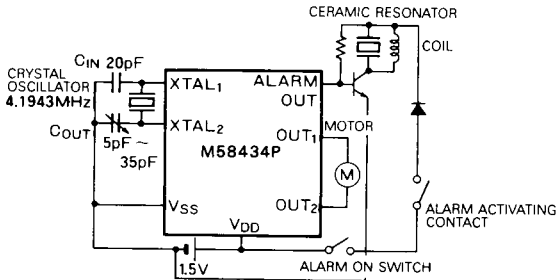 CERAMIC RESONATOR
COIL
CIN 20pF
CRYSTAL
OSCILLATOR
4.1943MHz
COUT
5pF ~
35pF
XTAL1
XTAL2
ALARM
OUT
OUT1
MOTOR
M58434P
M
OUT2
VSS
VDD
ALARM ACTIVATING
CONTACT
1.5V
ALARM ON SWITCH